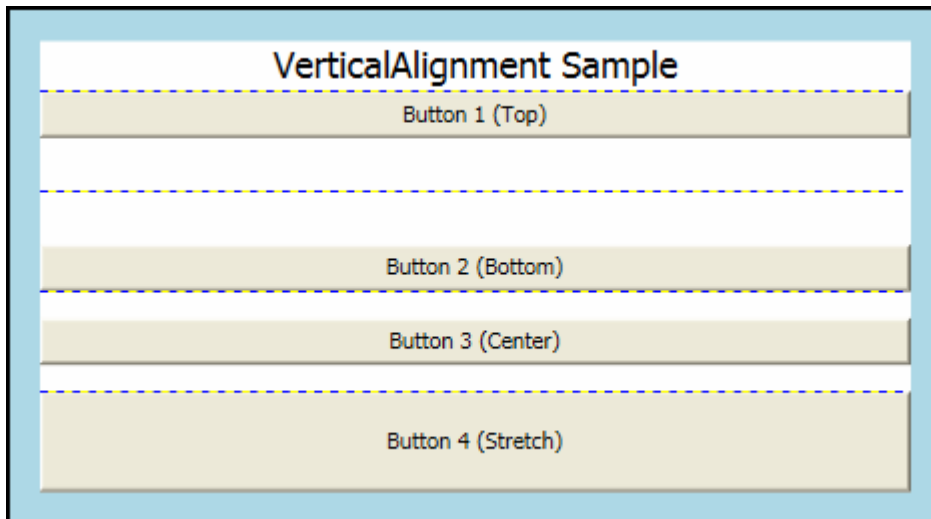 VerticalAlignment Sample
Button 1 (Top)
Button 2 (Bottom)
Button 3 (Center)
Button 4 (Stretch)